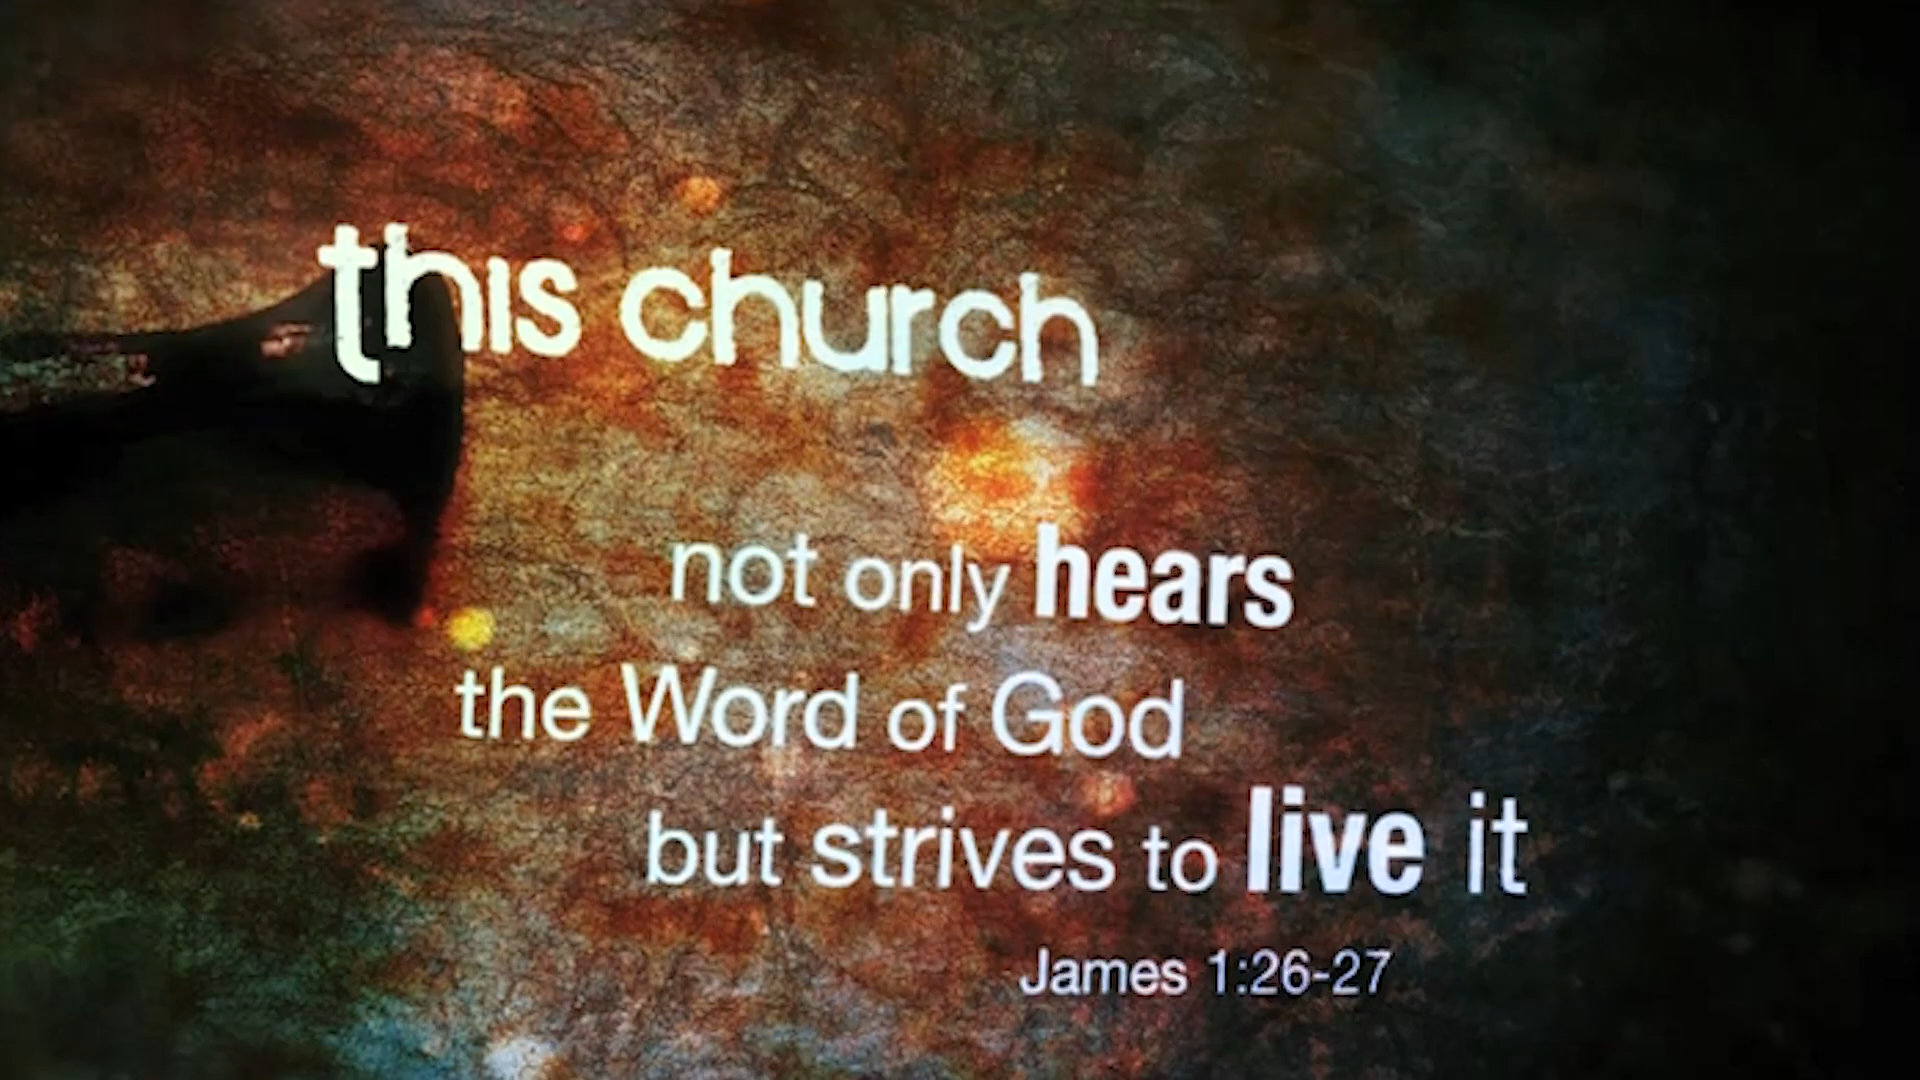 this church
not only hears
the Word of God
but strives to live it
James 1:26-27